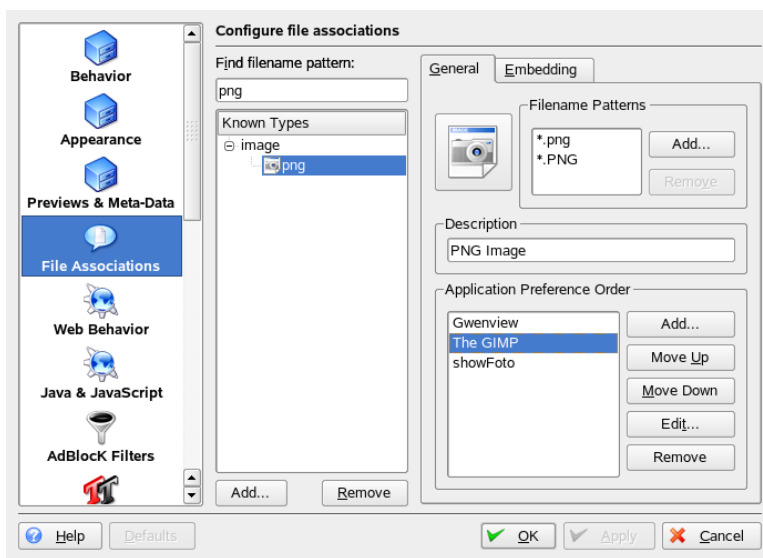 Behavior
Appearance
Previews & Meta-Data
File Associations
Web Behavior
Java & JavaScript
AdBlocK Filters
Configure file associations
Find filename pattern:
png
Known Types
image
png
Add...
Remove
General
Embedding
Filename Patterns
*.png
*.PNG
Add...
Remove
Description
PNG Image
Application Preference Order
Gwenview
The GIMP
showFoto
Add...
Move Up
Move Down
Edit...
Remove
Help
Defaults
OK
Apply
Cancel